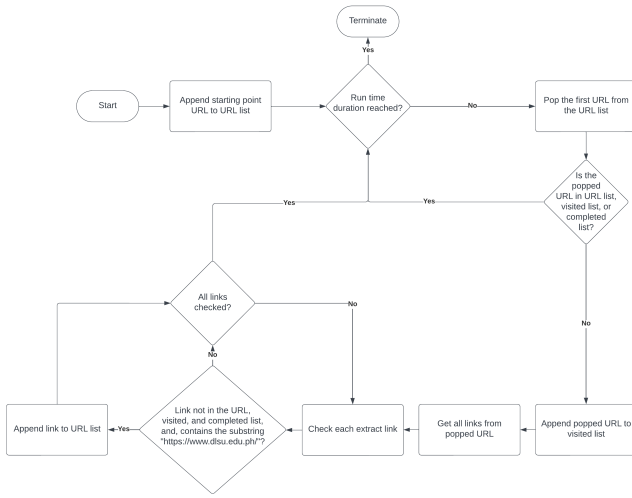 Terminate
Yes
Start
Append starting point
URL to URL list
Run time
duration reached?
No
Pop the first URL from
the URL list
Is the
popped
URL in URL list,
visited list, or
completed
list?
Yes
Yes
All links
checked?
No
No
No
Append link to URL list
Yes
Link not in the URL,
visited, and completed list,
and, contains the substring
"https://www.dlsu.edu.ph/"?
Check each extract link
Get all links from
popped URL
Append popped URL to
visited list